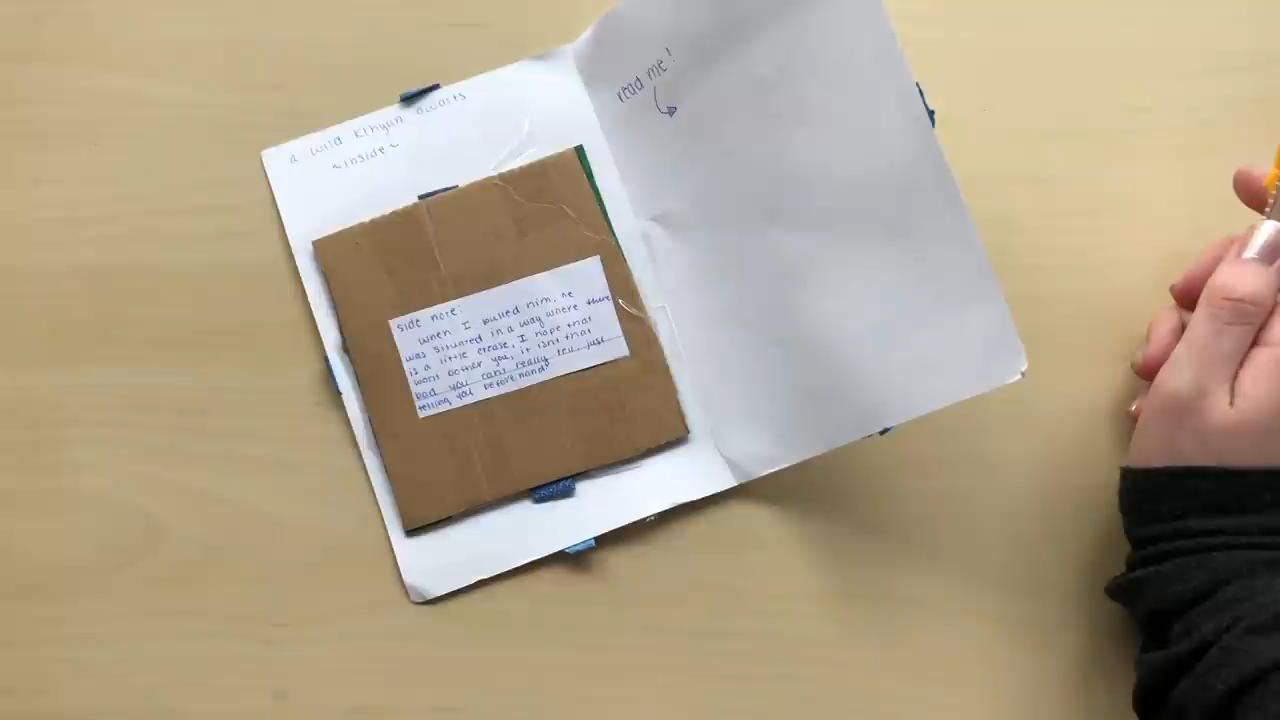 a wild Kihyun awaits
~inside~
read me!
side note:
when I pulled him, he
was situated in a way where there
is a little crease, I hope that
wont bother you, it isnt that
bad you cant really tell, just
telling you beforehand